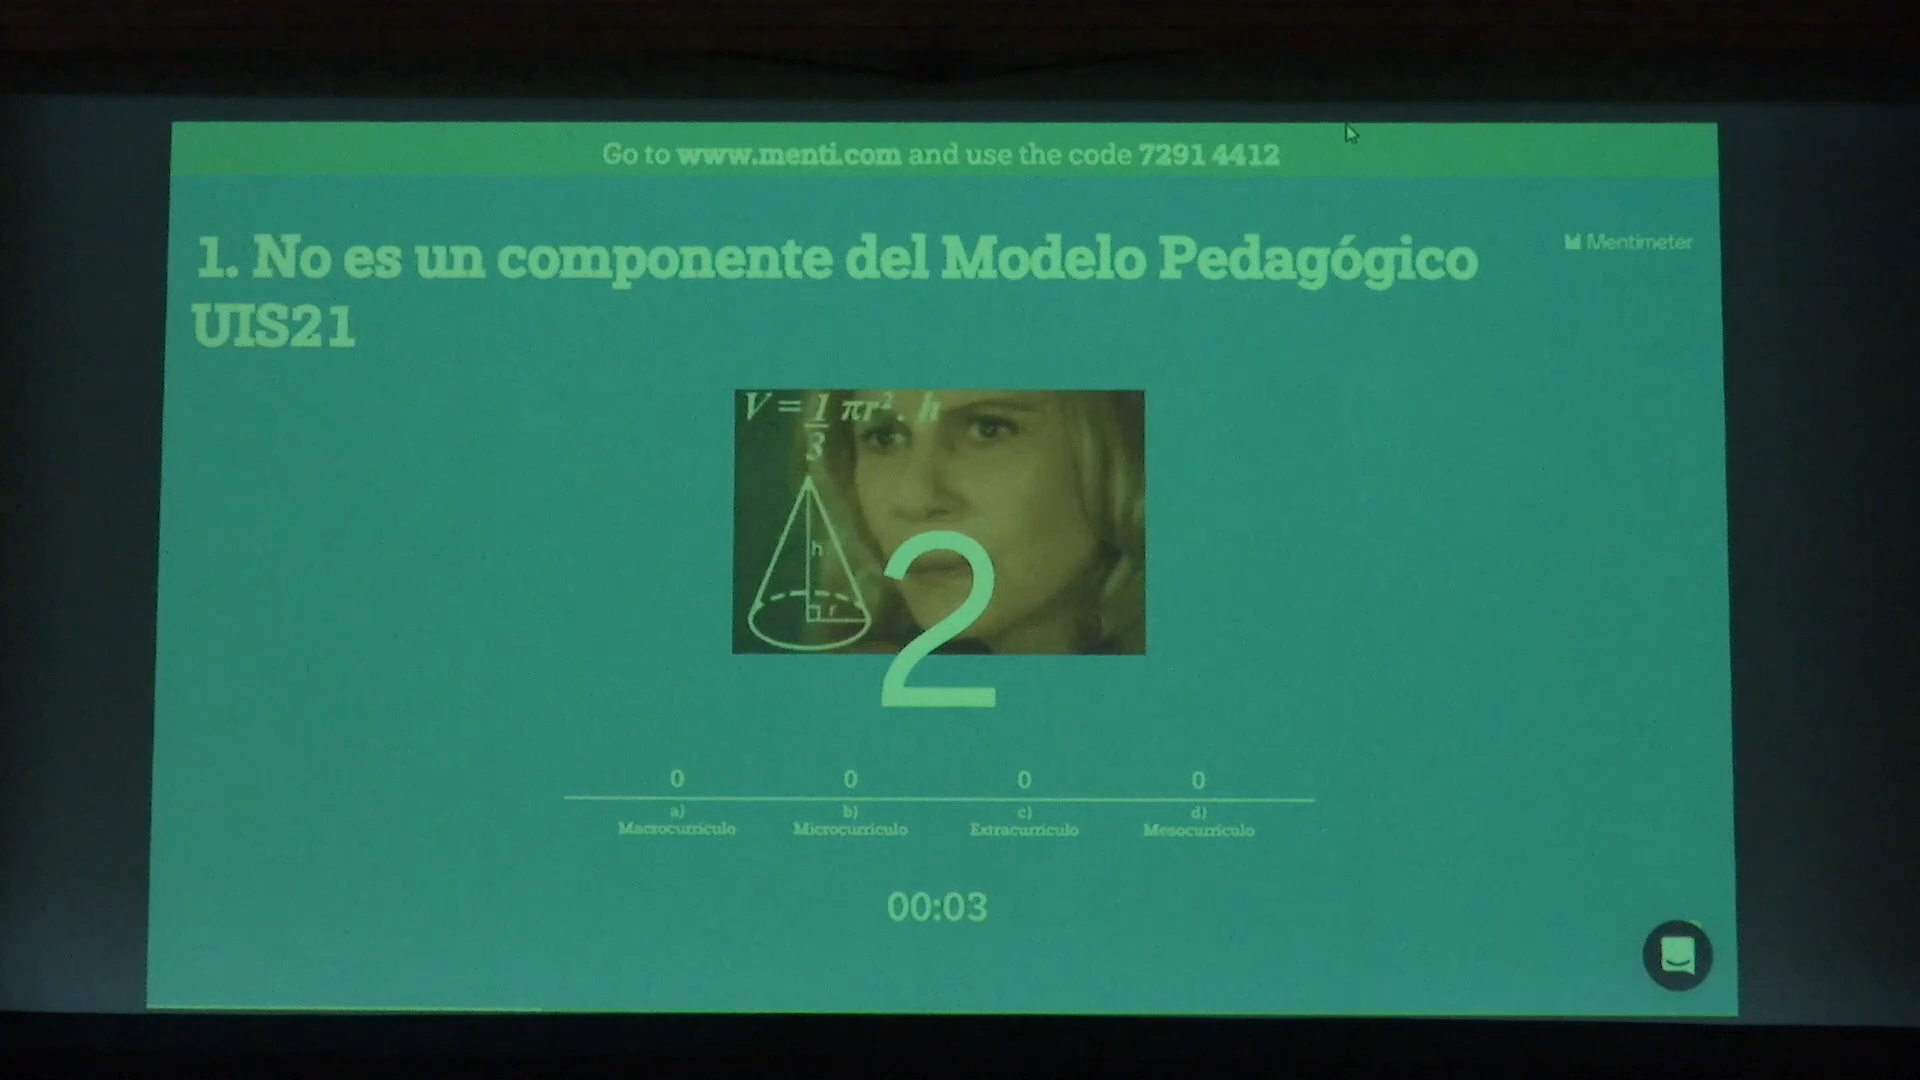 Go to www.menti.com and use the code 7291 4412
1. No es un componente del Modelo Pedagógico
UIS21
Mentimeter
V = 1/3 πr². h
h
r
2
0 0 0 0
a) b) c) d)
Macrocurrículo Microcurrículo Extracurrículo Mesocurrículo
00:03